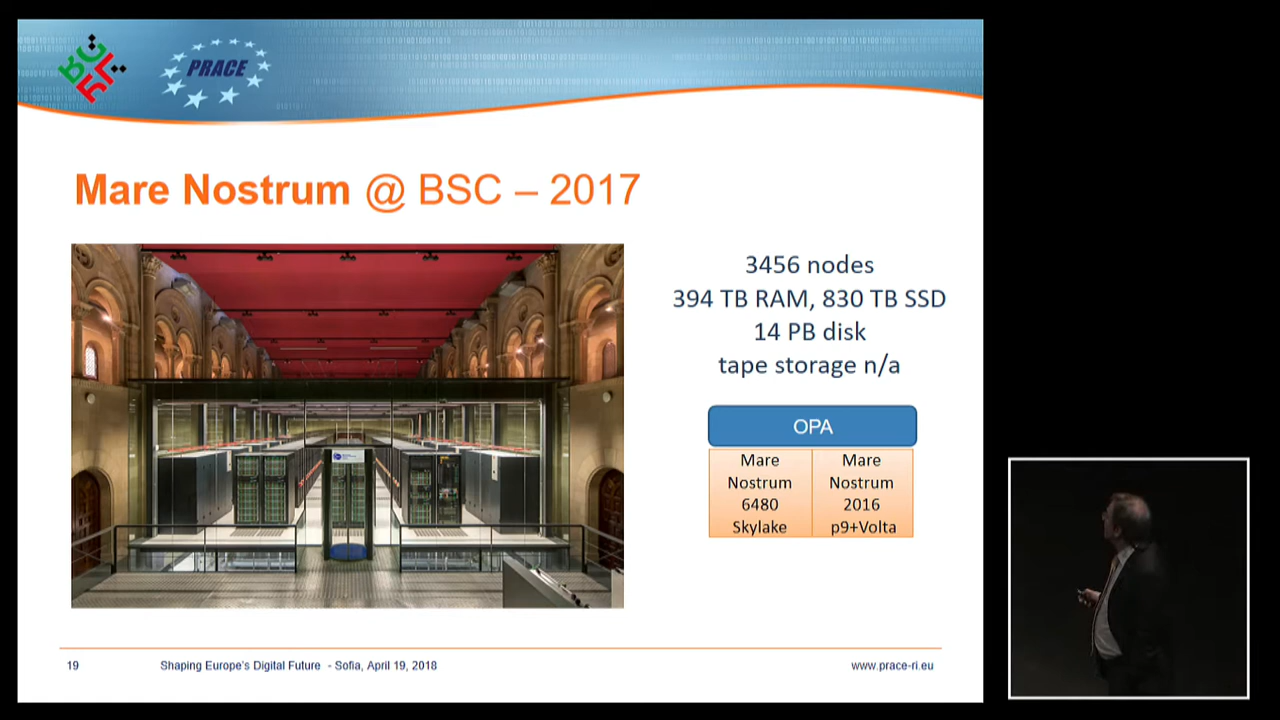 PRACE
Mare Nostrum @ BSC – 2017
3456 nodes
394 TB RAM, 830 TB SSD
14 PB disk
tape storage n/a
OPA
Mare
Nostrum
6480
Skylake
Mare
Nostrum
2016
p9+Volta
19
Shaping Europe's Digital Future - Sofia, April 19, 2018
www.prace-ri.eu